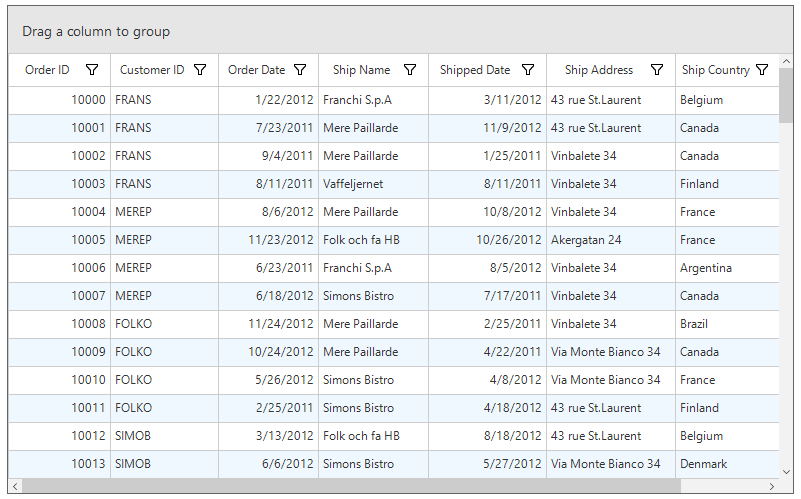 Drag a column to group
Order ID Customer ID Order Date Ship Name Shipped Date Ship Address Ship Country
10000 FRANS 1/22/2012 Franchi S.p.A 3/11/2012 43 rue St.Laurent Belgium
10001 FRANS 7/23/2011 Mere Paillarde 11/9/2012 43 rue St.Laurent Canada
10002 FRANS 9/4/2011 Mere Paillarde 1/25/2011 Vinbalete 34 Canada
10003 FRANS 8/11/2011 Vaffeljernet 8/11/2011 Vinbalete 34 Finland
10004 MEREP 8/6/2012 Mere Paillarde 10/8/2012 Vinbalete 34 France
10005 MEREP 11/23/2012 Folk och fa HB 10/26/2012 Akergatan 24 France
10006 MEREP 6/23/2011 Franchi S.p.A 8/5/2012 Vinbalete 34 Argentina
10007 MEREP 6/18/2012 Simons Bistro 7/17/2011 Vinbalete 34 Canada
10008 FOLKO 11/24/2012 Mere Paillarde 2/25/2011 Vinbalete 34 Brazil
10009 FOLKO 10/24/2012 Mere Paillarde 4/22/2011 Via Monte Bianco 34 Canada
10010 FOLKO 5/26/2012 Simons Bistro 4/8/2012 Via Monte Bianco 34 France
10011 FOLKO 2/25/2011 Simons Bistro 4/18/2012 43 rue St.Laurent Finland
10012 SIMOB 3/13/2012 Folk och fa HB 8/18/2012 43 rue St.Laurent Belgium
10013 SIMOB 6/6/2012 Simons Bistro 5/27/2012 Via Monte Bianco 34 Denmark